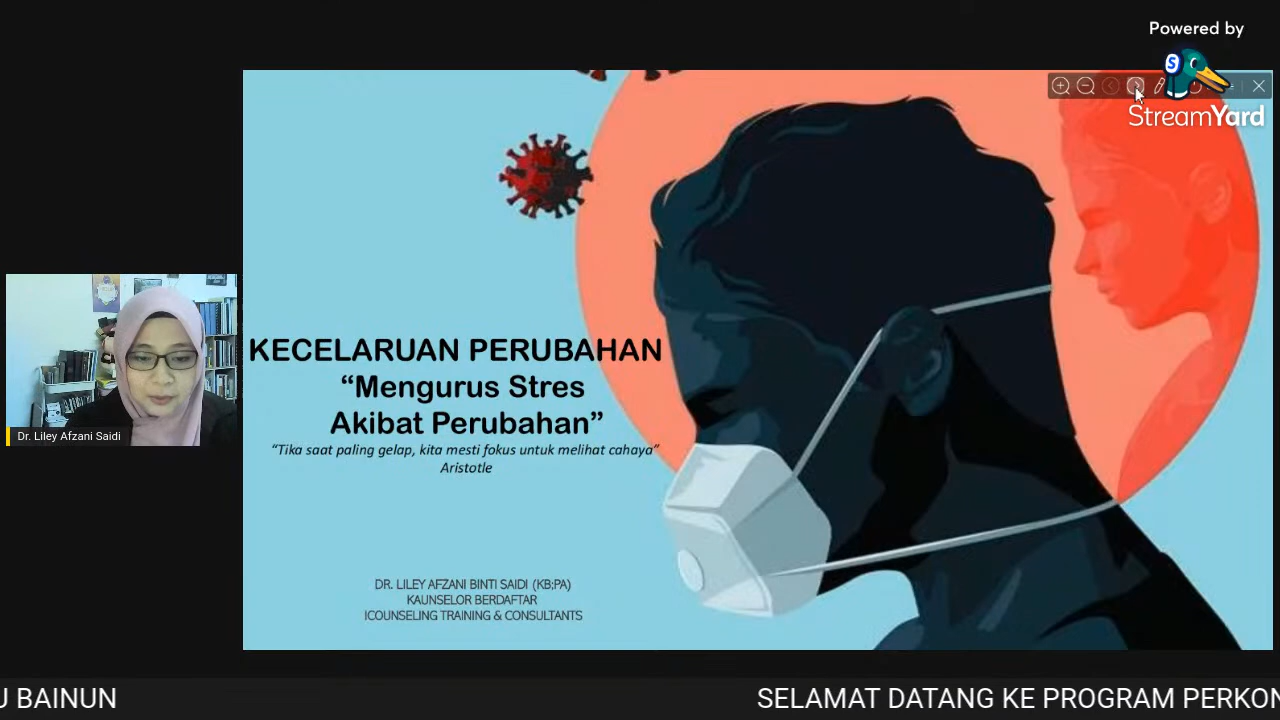 Powered by
StreamYard
KECELARUAN PERUBAHAN
“Mengurus Stres
Akibat Perubahan”
“Tika saat paling gelap, kita mesti fokus untuk melihat cahaya”
Aristotle
Dr. Liley Afzani Saidi
DR. LILEY AFZANI BINTI SAIDI (KB;PA)
KAUNSELOR BERDAFTAR
ICOUNSELING TRAINING & CONSULTANTS
U BAINUN
SELAMAT DATANG KE PROGRAM PERKON